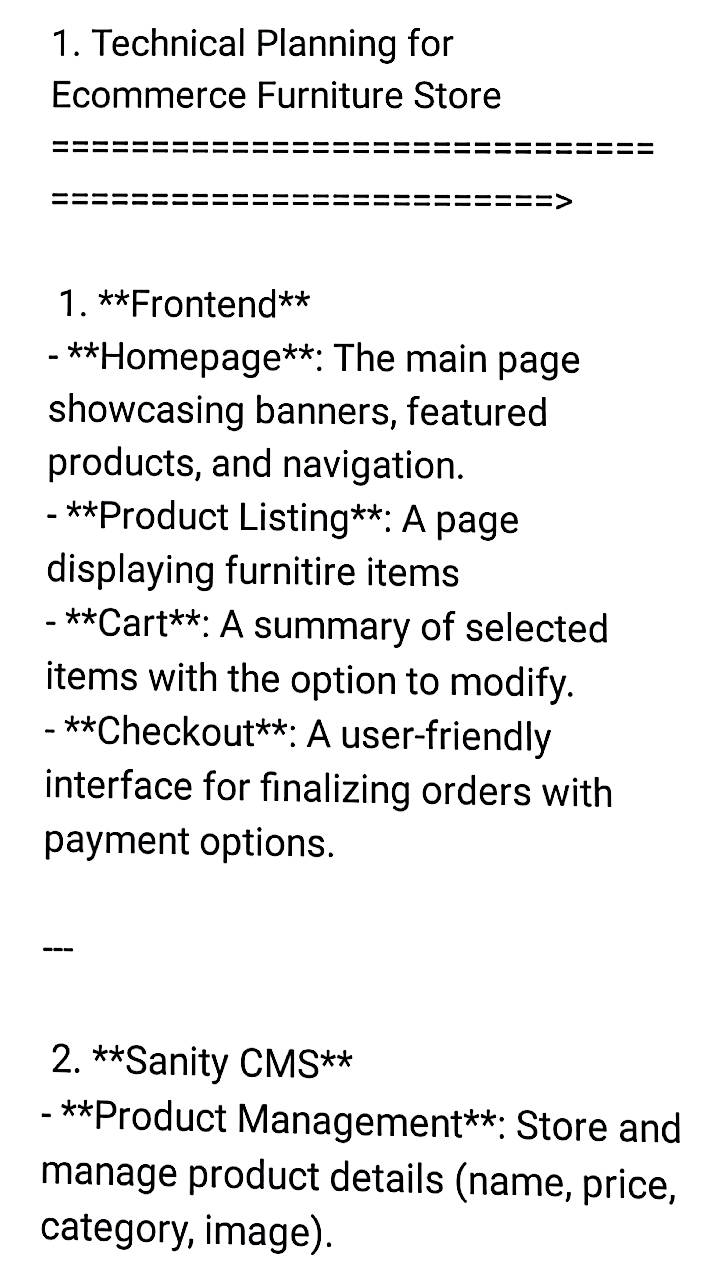 1. Technical Planning for
Ecommerce Furniture Store
==============================
=========================>

1. **Frontend**
- **Homepage**: The main page
showcasing banners, featured
products, and navigation.
- **Product Listing**: A page
displaying furnitire items
- **Cart**: A summary of selected
items with the option to modify.
- **Checkout**: A user-friendly
interface for finalizing orders with
payment options.

---

2. **Sanity CMS**
- **Product Management**: Store and
manage product details (name, price,
category, image).